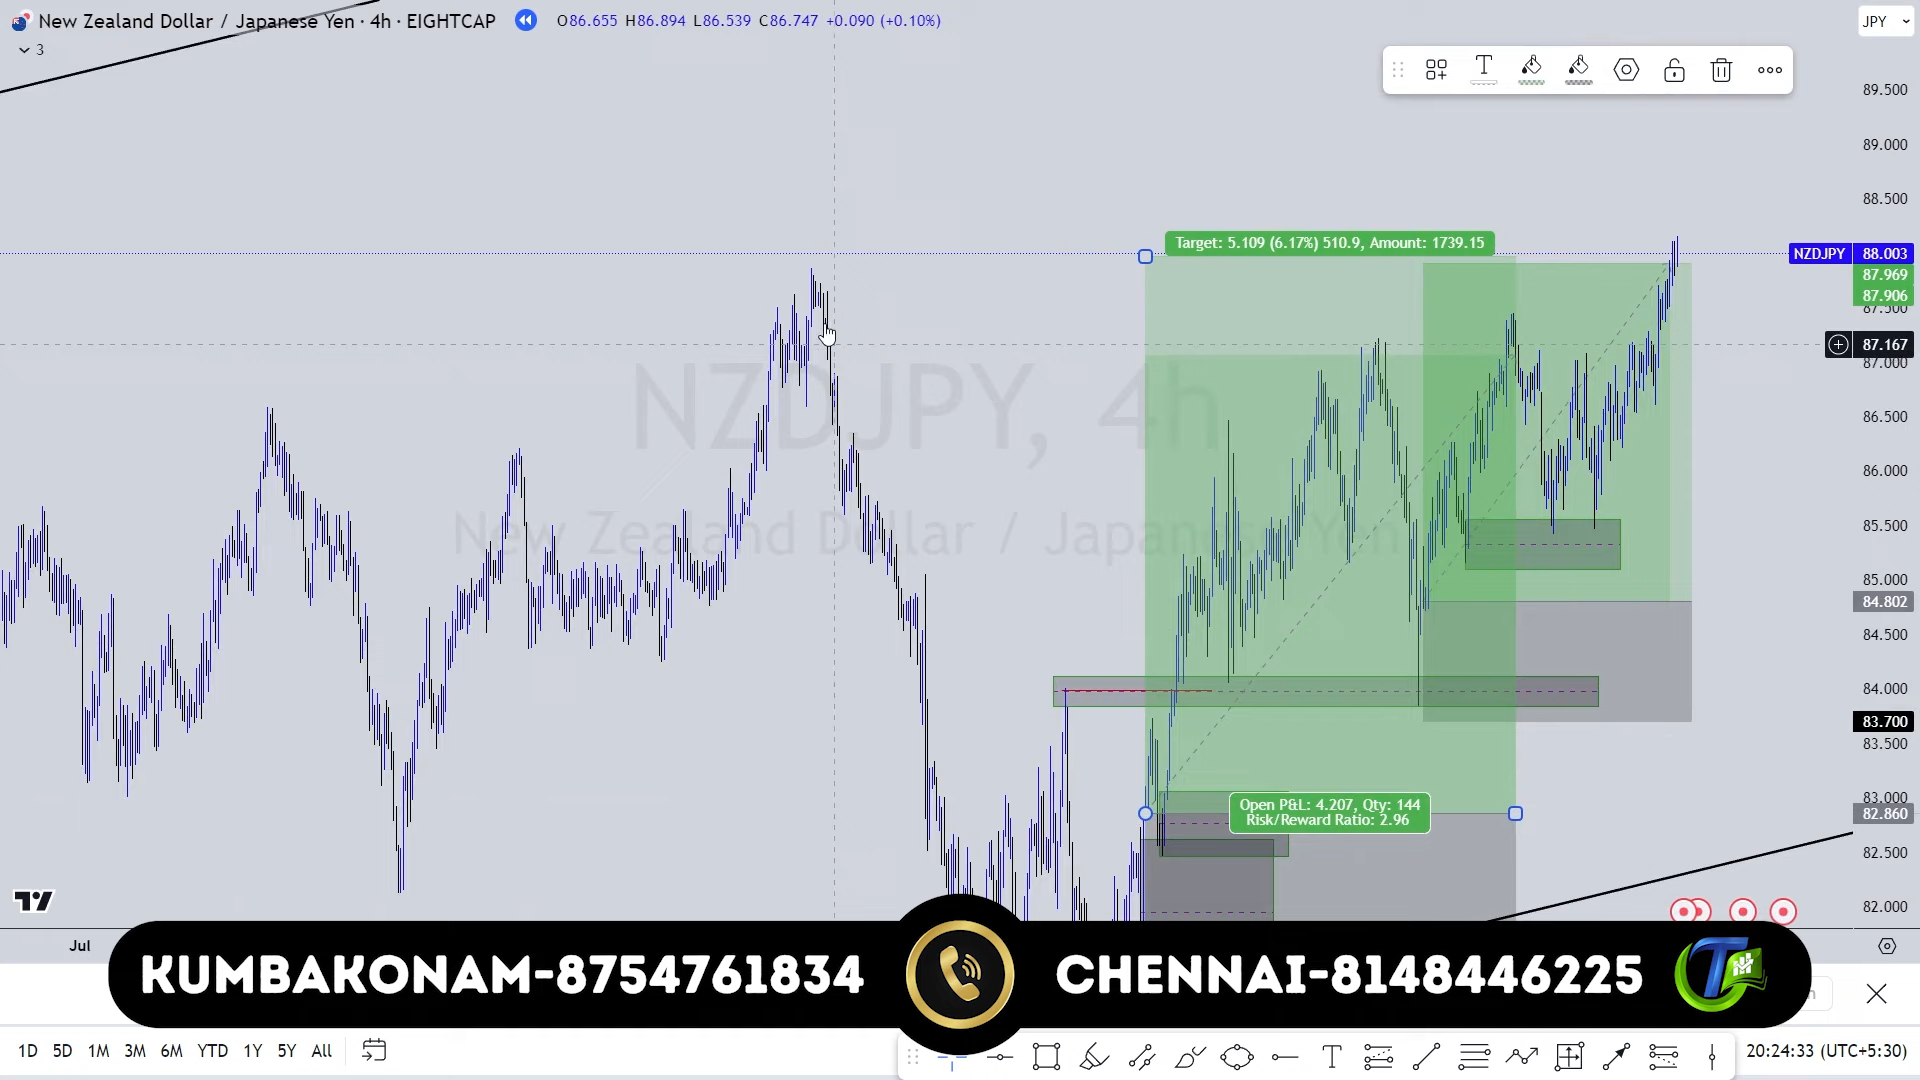 New Zealand Dollar / Japanese Yen · 4h · EIGHTCAP O86.655 H86.894 L86.539 C86.747 +0.090 (+0.10%)
JPY
3
89.500
89.000
88.500
Target: 5.109 (6.17%) 510.9, Amount: 1739.15
NZDJPY 88.003
87.969
87.906
87.500
87.167
87.000
NZDJPY, 4h
86.500
86.000
New Zealand Dollar / Japanese Yen
85.500
85.000
84.802
84.500
84.000
83.700
83.500
83.000
Open P&L: 4.207, Qty: 144
Risk/Reward Ratio: 2.96
82.860
82.500
82.000
Jul
KUMBAKONAM-8754761834
CHENNAI-8148446225
1D 5D 1M 3M 6M YTD 1Y 5Y All
20:24:33 (UTC+5:30)